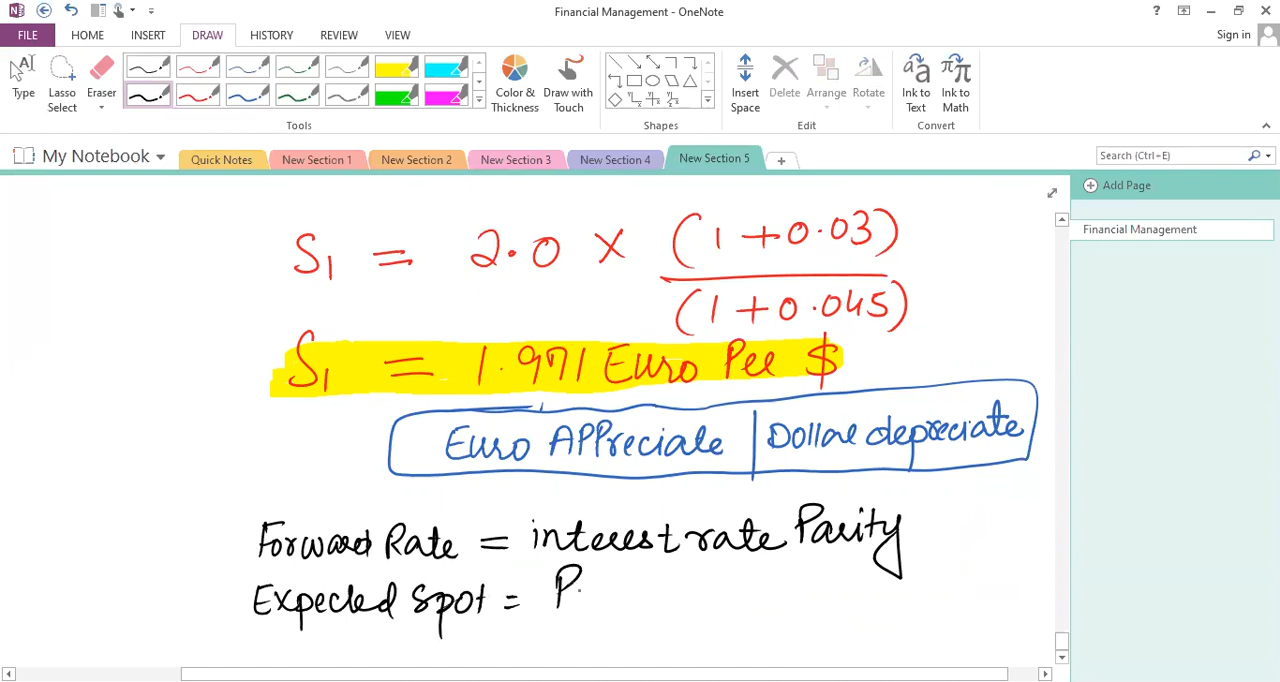 Financial Management - OneNote
?
FILE HOME INSERT DRAW HISTORY REVIEW VIEW
Sign in
Type
Lasso Select
Eraser
Color & Thickness
Draw with Touch
Insert Space
Delete
Arrange
Rotate
Ink to Text
Ink to Math
Tools Shapes Edit Convert
My Notebook Quick Notes New Section 1 New Section 2 New Section 3 New Section 4 New Section 5
Search (Ctrl+E)
Add Page
Financial Management
S1 = 2.0 × (1+0.03)
(1+0.045)
S1 = 1.971 Euro Per $
Euro Appreciate | Dollar depreciate
Forward Rate = interest rate Parity
Expected Spot = P